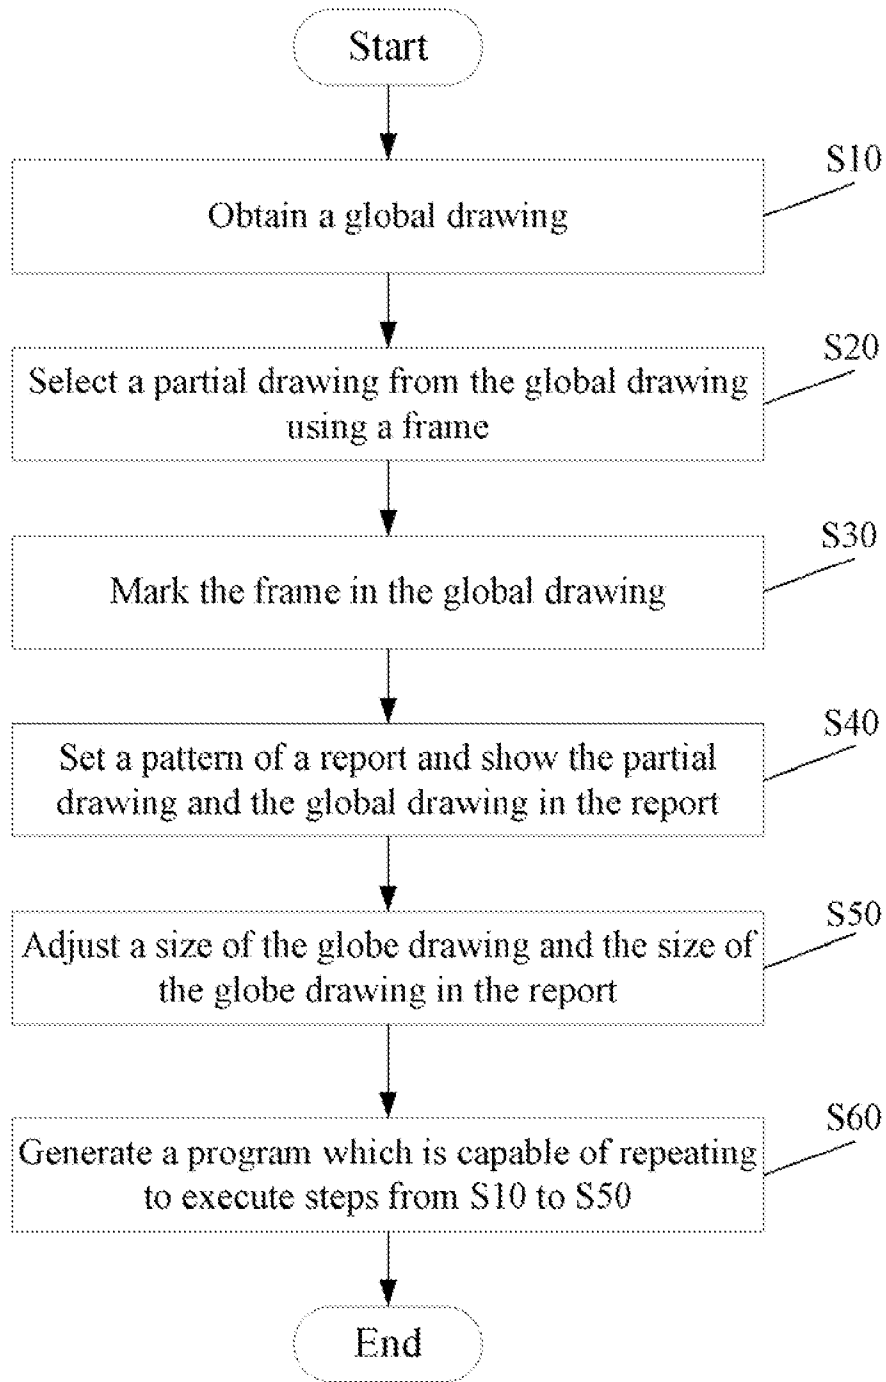 Start
S10
Obtain a global drawing
S20
Select a partial drawing from the global drawing
using a frame
S30
Mark the frame in the global drawing
S40
Set a pattern of a report and show the partial
drawing and the global drawing in the report
S50
Adjust a size of the globe drawing and the size of
the globe drawing in the report
S60
Generate a program which is capable of repeating
to execute steps from S10 to S50
End